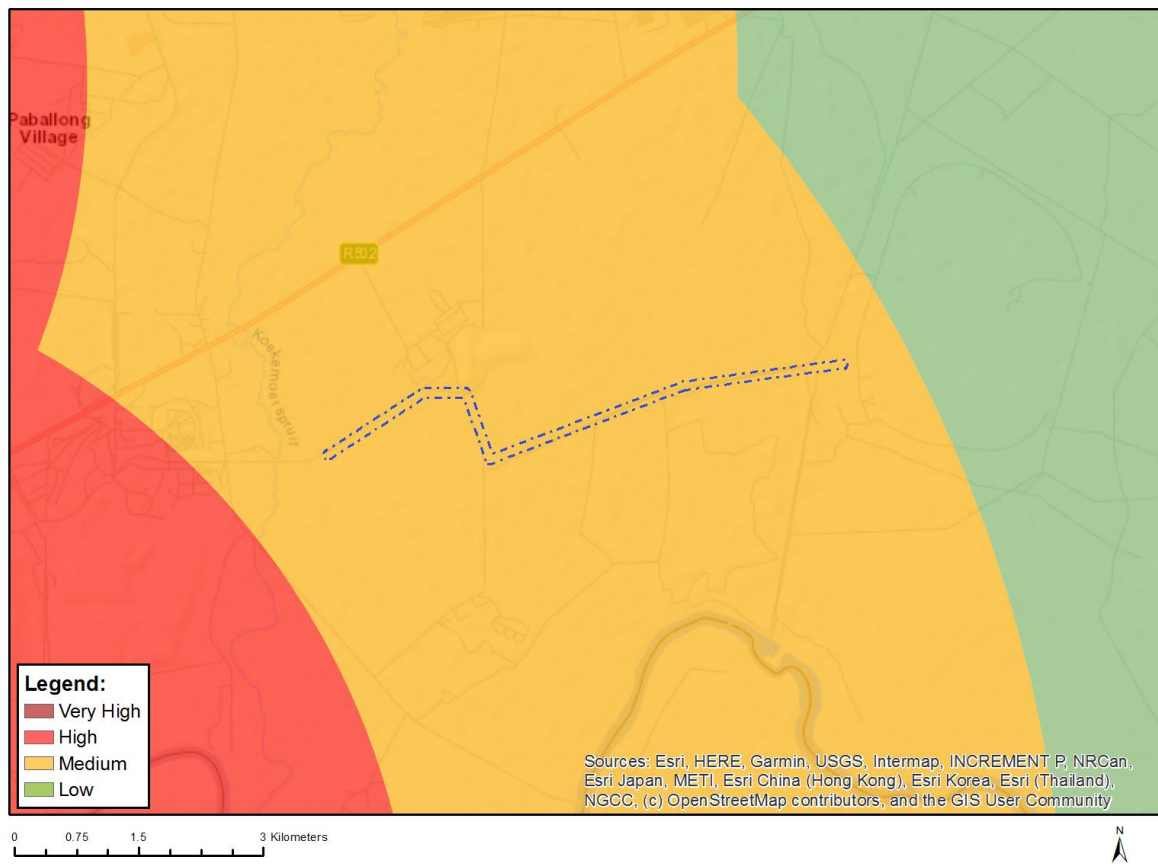 Paballong
Village
R502
Koekemoerspruit
Legend:
Very High
High
Medium
Low
Sources: Esri, HERE, Garmin, USGS, Intermap, INCREMENT P, NRCan,
Esri Japan, METI, Esri China (Hong Kong), Esri Korea, Esri (Thailand),
NGCC, (c) OpenStreetMap contributors, and the GIS User Community
0 0.75 1.5 3 Kilometers
N